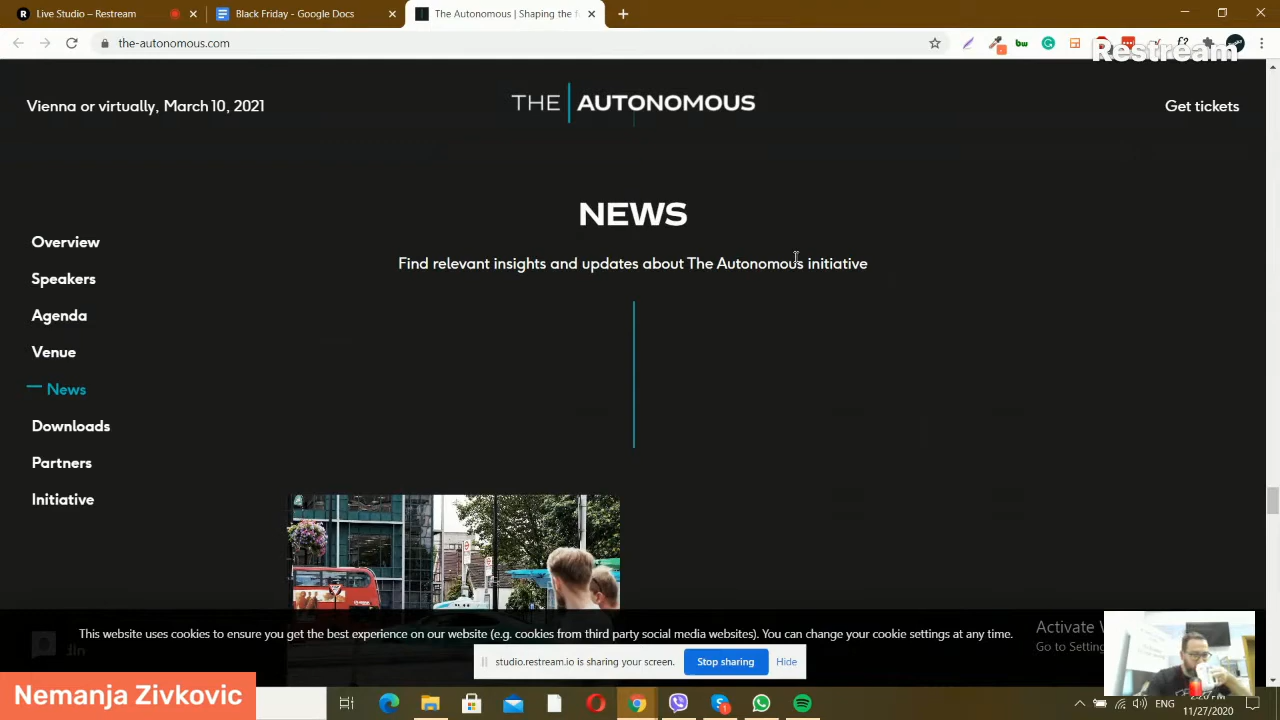 Live Studio – Restream
Black Friday - Google Docs
The Autonomous | Shaping the f
the-autonomous.com
Restream
Vienna or virtually, March 10, 2021
THE AUTONOMOUS
Get tickets
NEWS
Find relevant insights and updates about The Autonomous initiative
Overview
Speakers
Agenda
Venue
News
Downloads
Partners
Initiative
This website uses cookies to ensure you get the best experience on our website (e.g. cookies from third party social media websites). You can change your cookie settings at any time.
Activate
Go to Setting
studio.restream.io is sharing your screen.
Stop sharing
Hide
Nemanja Zivkovic
ENG
11/27/2020